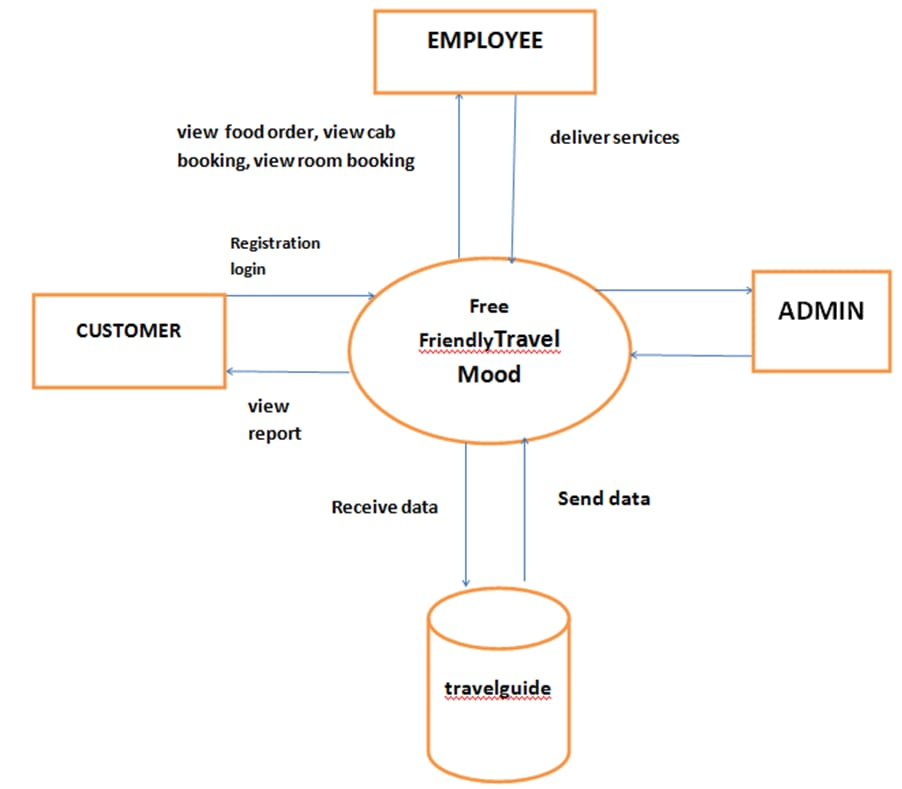 EMPLOYEE
view food order, view cab
booking, view room booking
deliver services
Registration
login
CUSTOMER
Free
FriendlyTravel
Mood
ADMIN
view
report
Receive data
Send data
travelguide